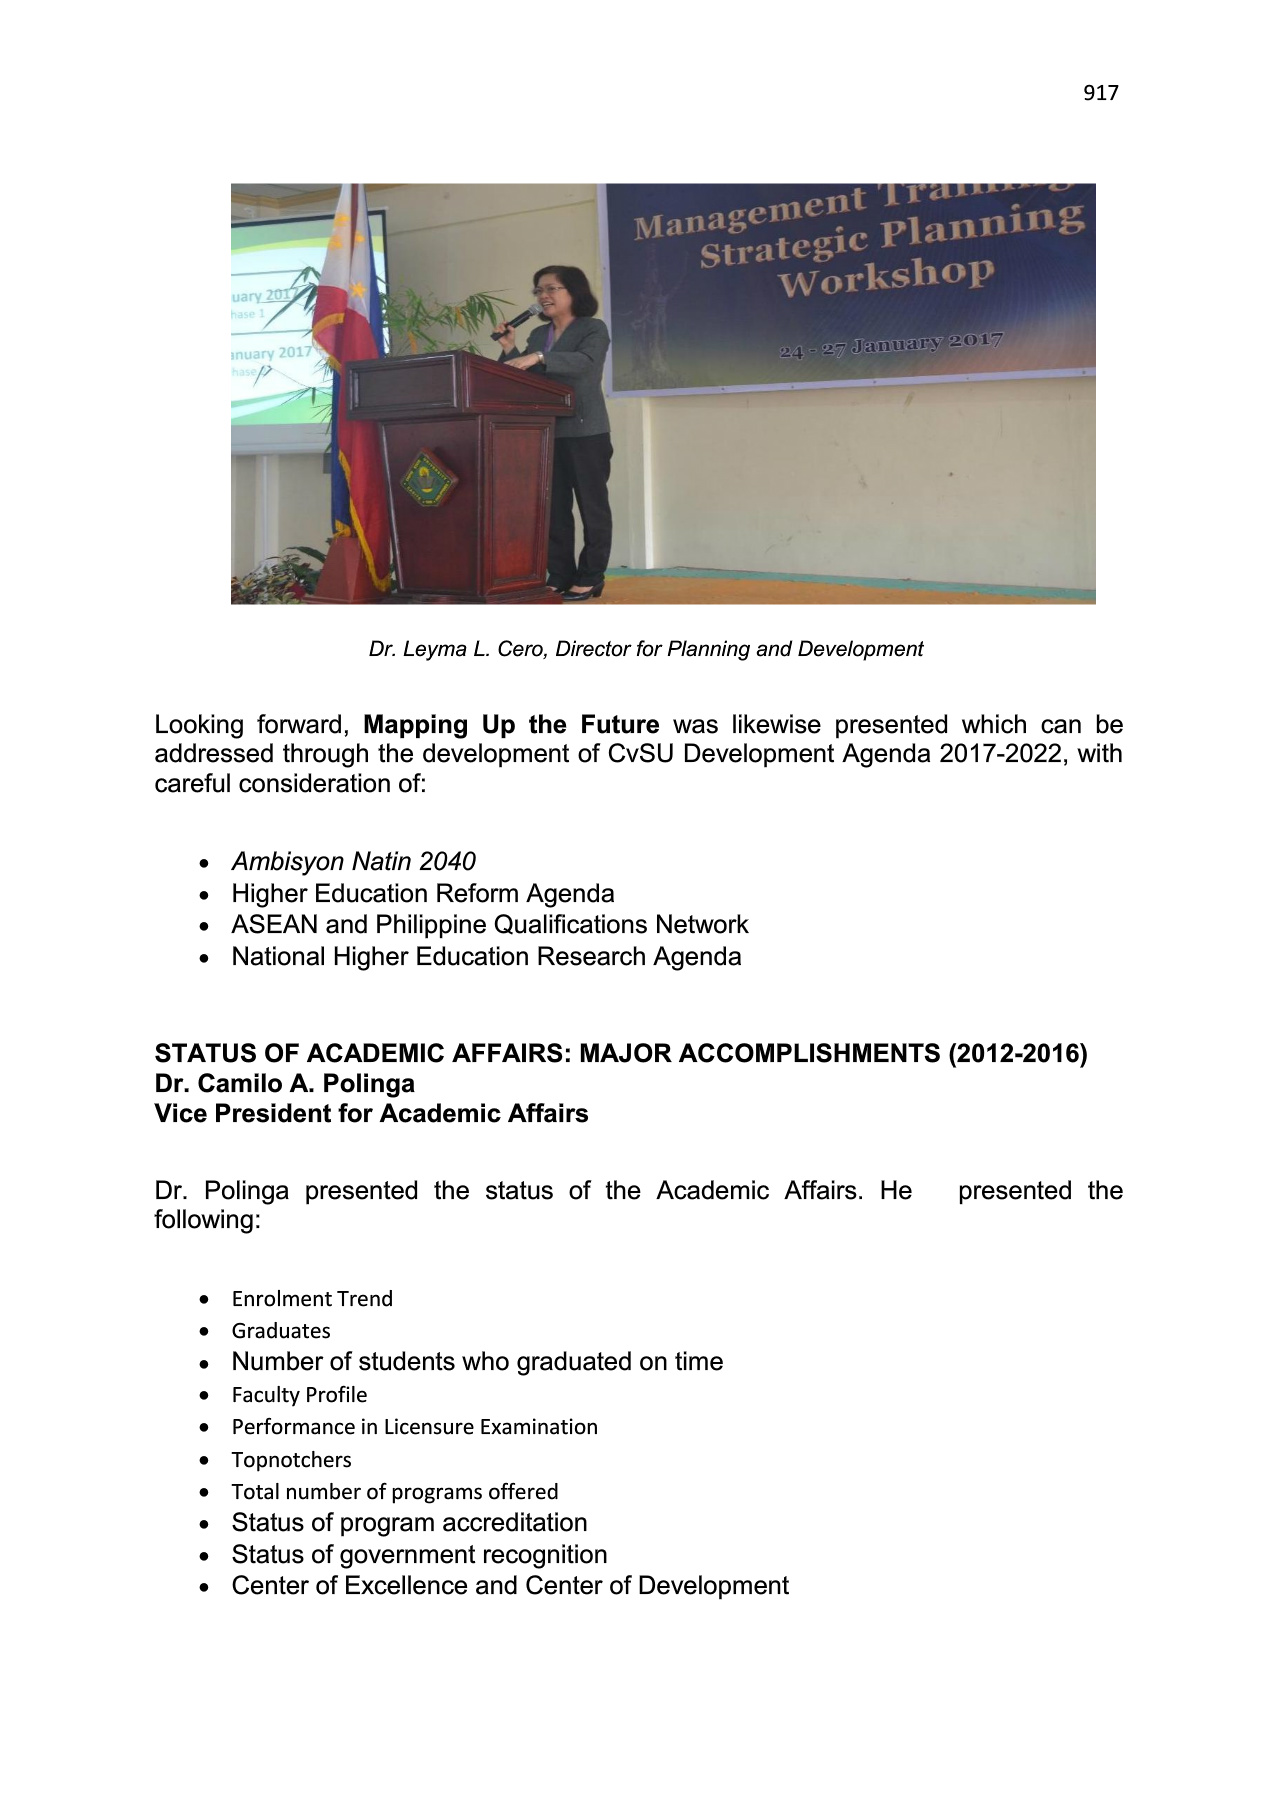 917
Management Training
Strategic Planning
Workshop
24 - 27 January 2017
uary 2017
hase 1
anuary 2017
hase
Dr. Leyma L. Cero, Director for Planning and Development
Looking forward, Mapping Up the Future was likewise presented which can be
addressed through the development of CvSU Development Agenda 2017-2022, with
careful consideration of:
• Ambisyon Natin 2040
• Higher Education Reform Agenda
• ASEAN and Philippine Qualifications Network
• National Higher Education Research Agenda
STATUS OF ACADEMIC AFFAIRS: MAJOR ACCOMPLISHMENTS (2012-2016)
Dr. Camilo A. Polinga
Vice President for Academic Affairs
Dr. Polinga presented the status of the Academic Affairs. He presented the
following:
• Enrolment Trend
• Graduates
• Number of students who graduated on time
• Faculty Profile
• Performance in Licensure Examination
• Topnotchers
• Total number of programs offered
• Status of program accreditation
• Status of government recognition
• Center of Excellence and Center of Development